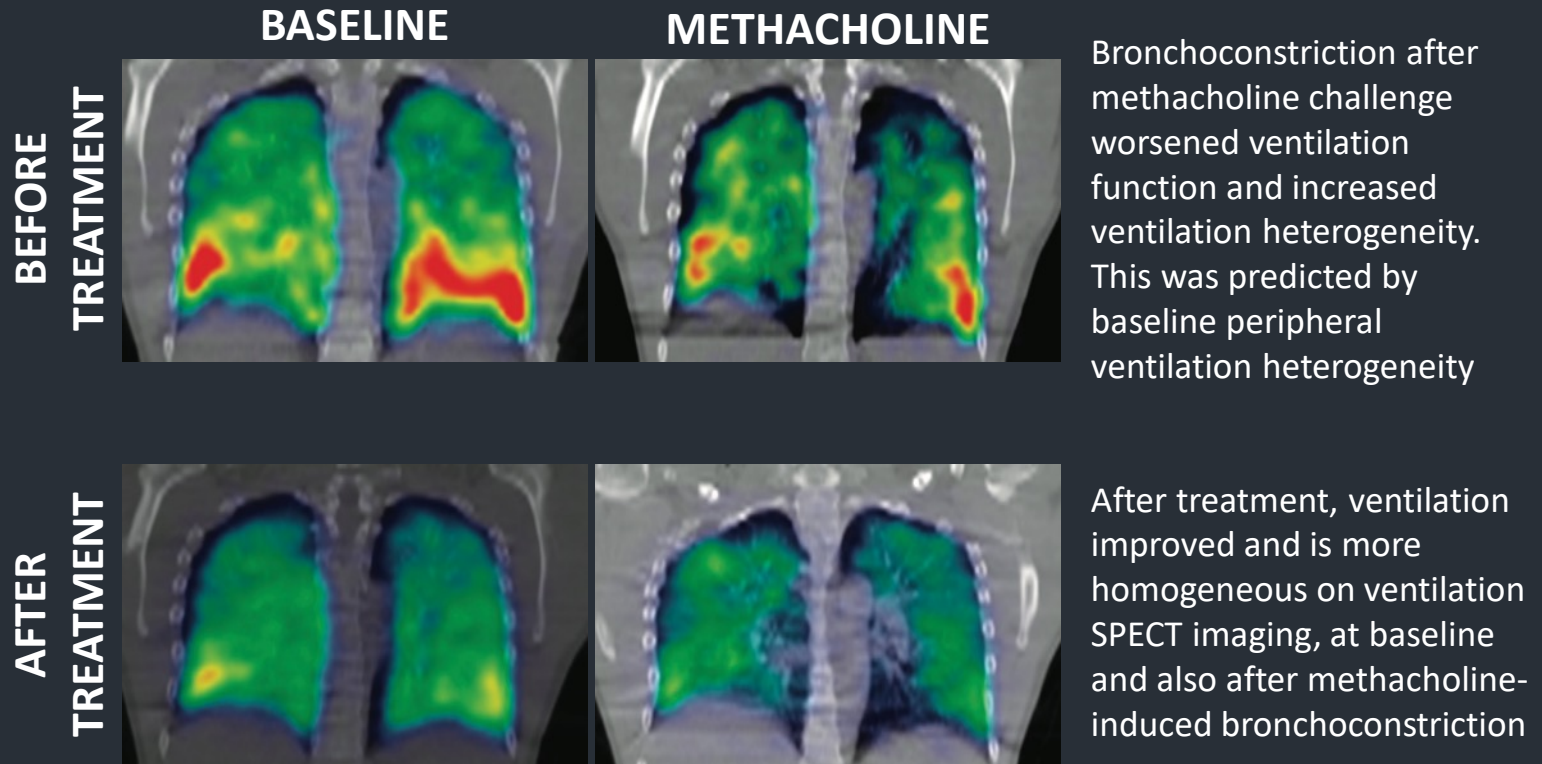 BASELINE
METHACHOLINE
BEFORE
TREATMENT
Bronchoconstriction after
methacholine challenge
worsened ventilation
function and increased
ventilation heterogeneity.
This was predicted by
baseline peripheral
ventilation heterogeneity
AFTER
TREATMENT
After treatment, ventilation
improved and is more
homogeneous on ventilation
SPECT imaging, at baseline
and also after methacholine-
induced bronchoconstriction